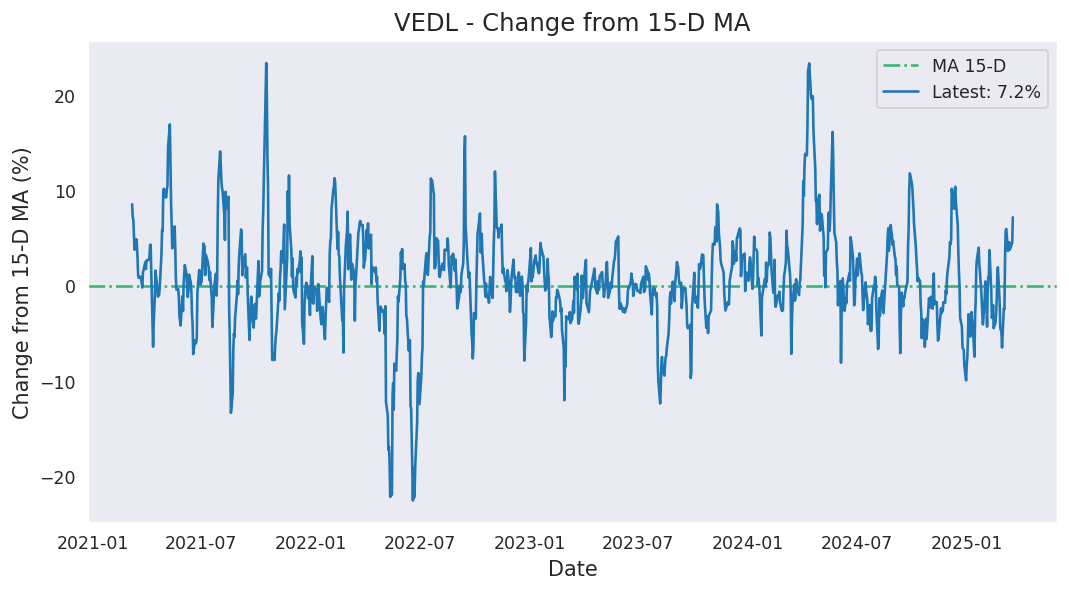 VEDL - Change from 15-D MA
MA 15-D
Latest: 7.2%
Change from 15-D MA (%)
20
10
0
−10
−20
2021-01 2021-07 2022-01 2022-07 2023-01 2023-07 2024-01 2024-07 2025-01
Date